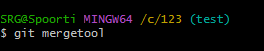 SRG@Spoorti MINGW64 /c/123 (test)
$ git mergetool